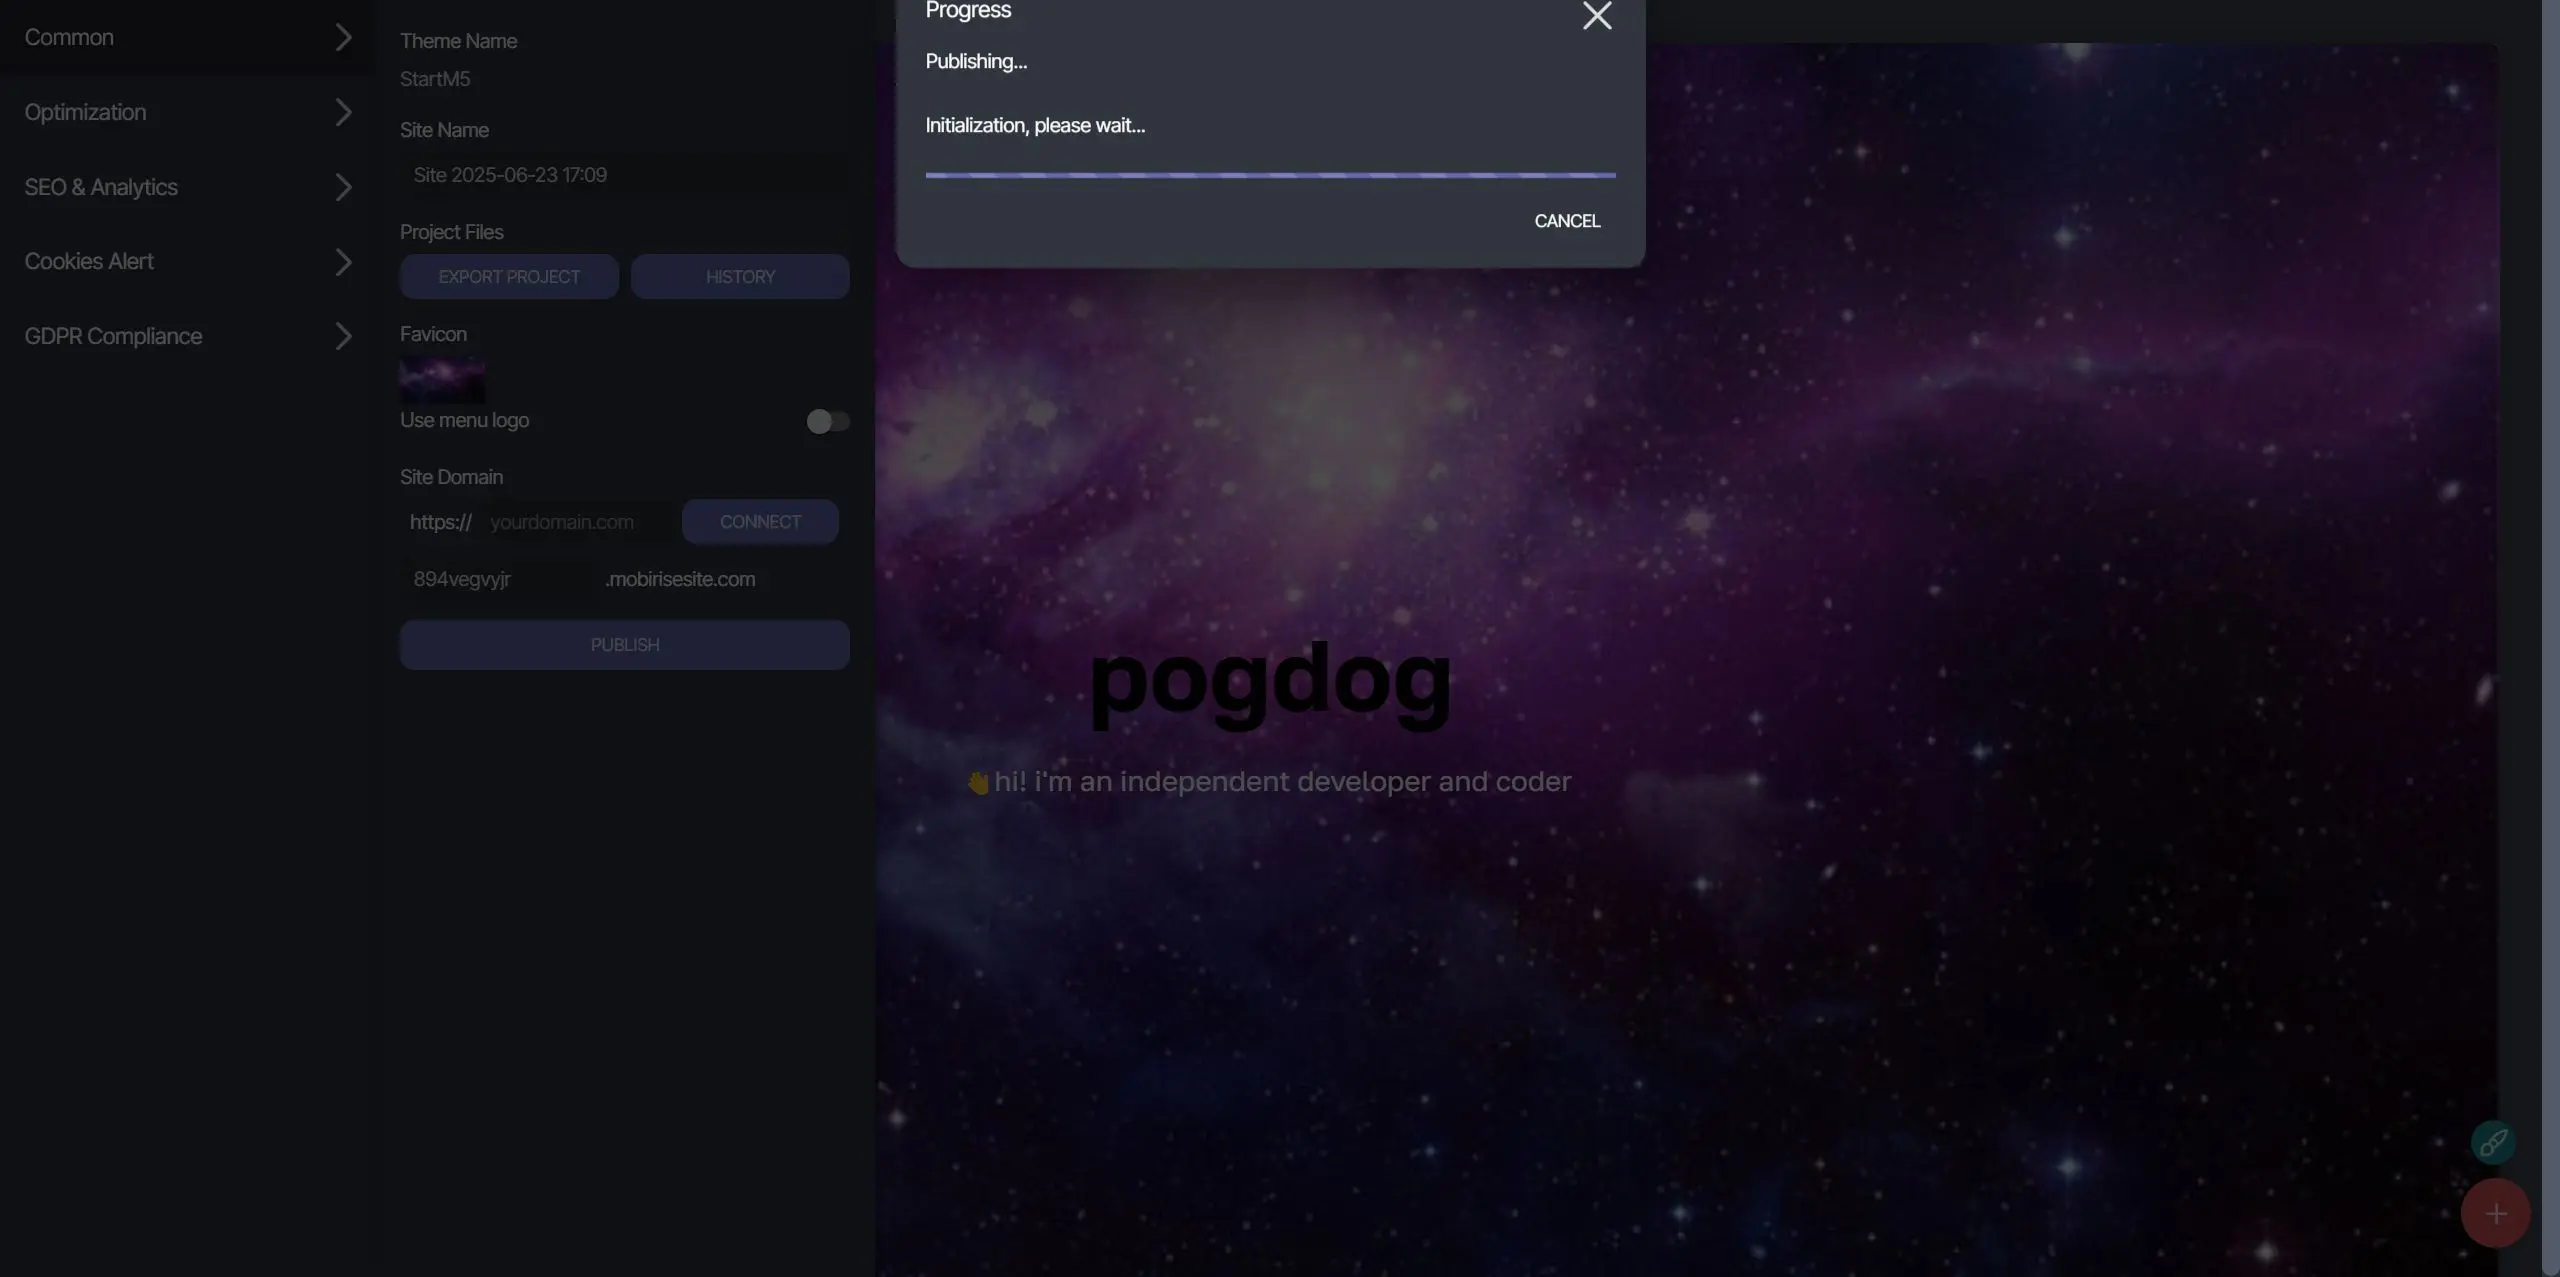 Common
Optimization
SEO & Analytics
Cookies Alert
GDPR Compliance
Theme Name
StartM5
Site Name
Site 2025-06-23 17:09
Project Files
EXPORT PROJECT HISTORY
Favicon
Use menu logo
Site Domain
https:// yourdomain.com CONNECT
894vegvyjr .mobirisesite.com
PUBLISH
Progress
Publishing...
Initialization, please wait...
CANCEL
pogdog
👋hi! i'm an independent developer and coder